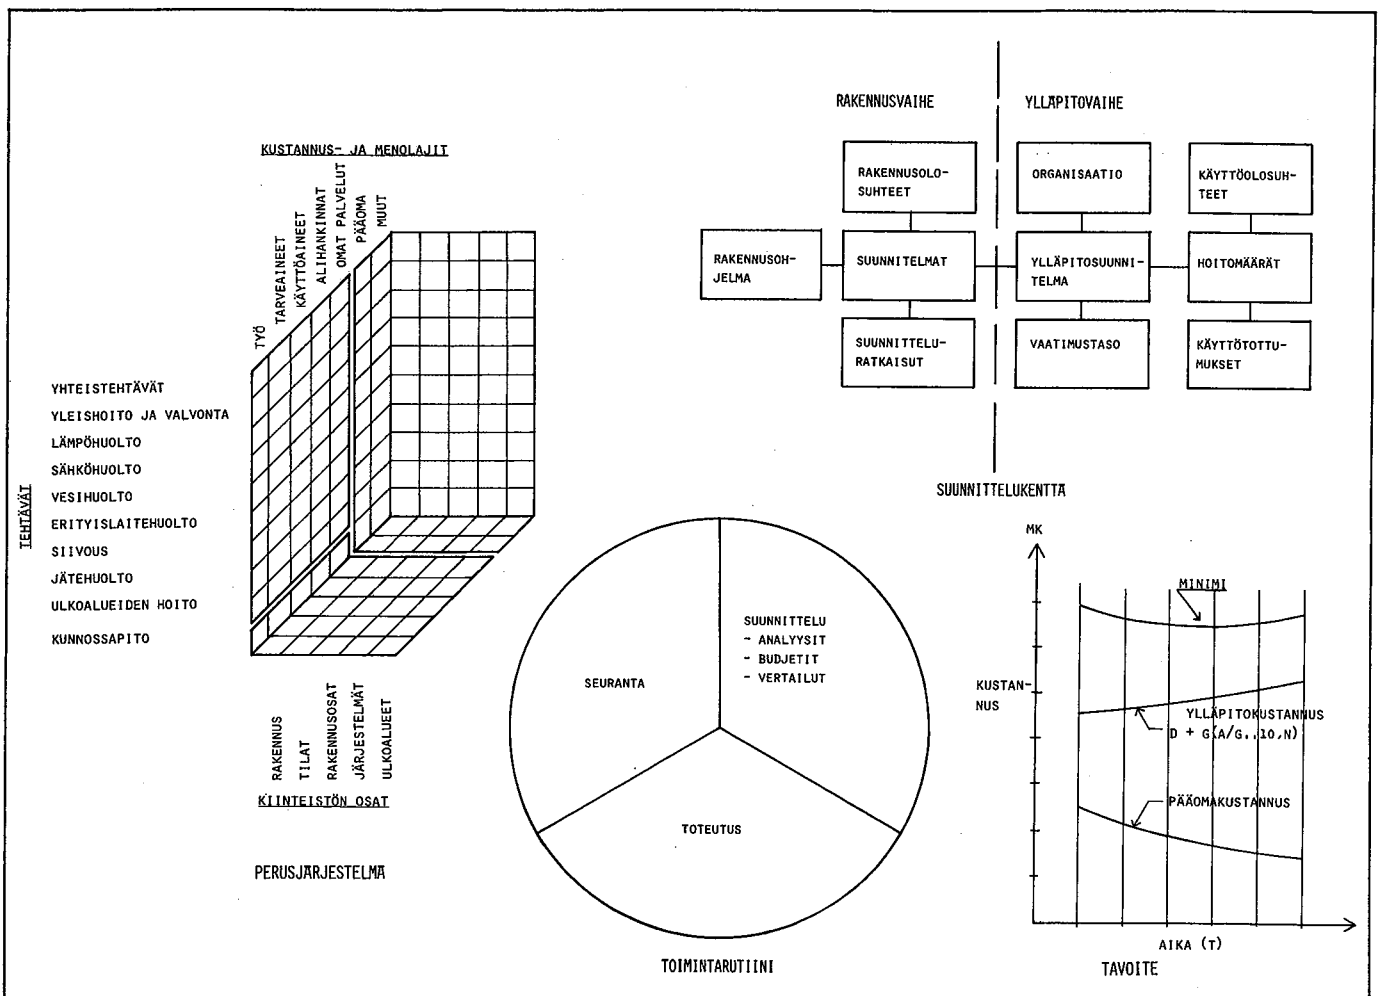 KUSTANNUS- JA MENOLAJIT
TYÖ
TARVEAINEET
KÄYTTÖAINEET
ALIHANKINNAT
OMAT PALVELUT
PÄÄOMA
MUUT
TEHTÄVÄT
YHTEISTEHTÄVÄT
YLEISHOITO JA VALVONTA
LÄMPÖHUOLTO
SÄHKÖHUOLTO
VESIHUOLTO
ERITYISLAITEHUOLTO
SIIVOUS
JÄTEHUOLTO
ULKOALUEIDEN HOITO
KUNNOSSAPITO
RAKENNUS
TILAT
RAKENNUSOSAT
JÄRJESTELMÄT
ULKOALUEET
KIINTEISTÖN OSAT
PERUSJÄRJESTELMÄ
RAKENNUSVAIHE
YLLÄPITOVAIHE
RAKENNUSOLO-
SUHTEET
ORGANISAATIO
KÄYTTÖOLOSUH-
TEET
RAKENNUSOH-
JELMA
SUUNNITELMAT
YLLÄPITOSUUNNI-
TELMA
HOITOMÄÄRÄT
SUUNNITTELU-
RATKAISUT
VAATIMUSTASO
KÄYTTÖTOTTU-
MUKSET
SUUNNITTELUKENTTÄ
SUUNNITTELU
- ANALYYSIT
- BUDJETIT
- VERTAILUT
SEURANTA
TOTEUTUS
TOIMINTARUTIINI
MK
MINIMI
KUSTAN-
NUS
YLLÄPITOKUSTANNUS
D + G(A/G,10,N)
PÄÄOMAKUSTANNUS
AIKA (T)
TAVOITE